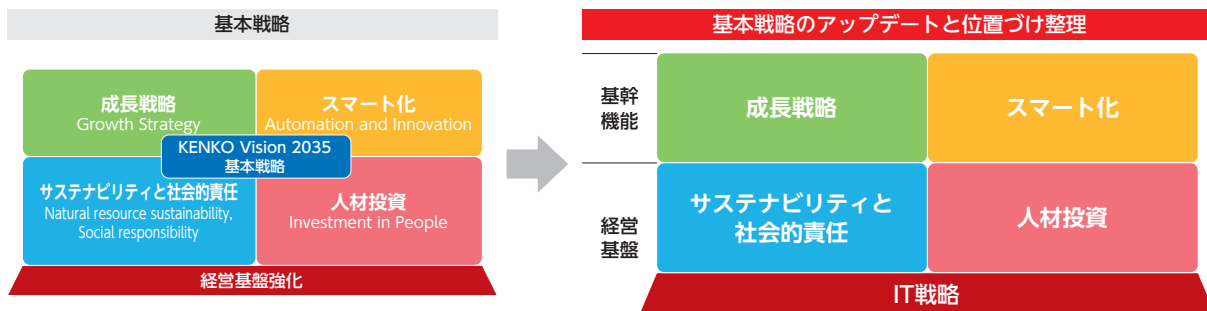 基本戦略
成長戦略
Growth Strategy
スマート化
Automation and Innovation
KENKO Vision 2035
基本戦略
サステナビリティと社会的責任
Natural resource sustainability,
Social responsibility
人材投資
Investment in People
経営基盤強化
基本戦略のアップデートと位置づけ整理
基幹
機能
成長戦略
スマート化
経営
基盤
サステナビリティと
社会的責任
人材投資
IT戦略